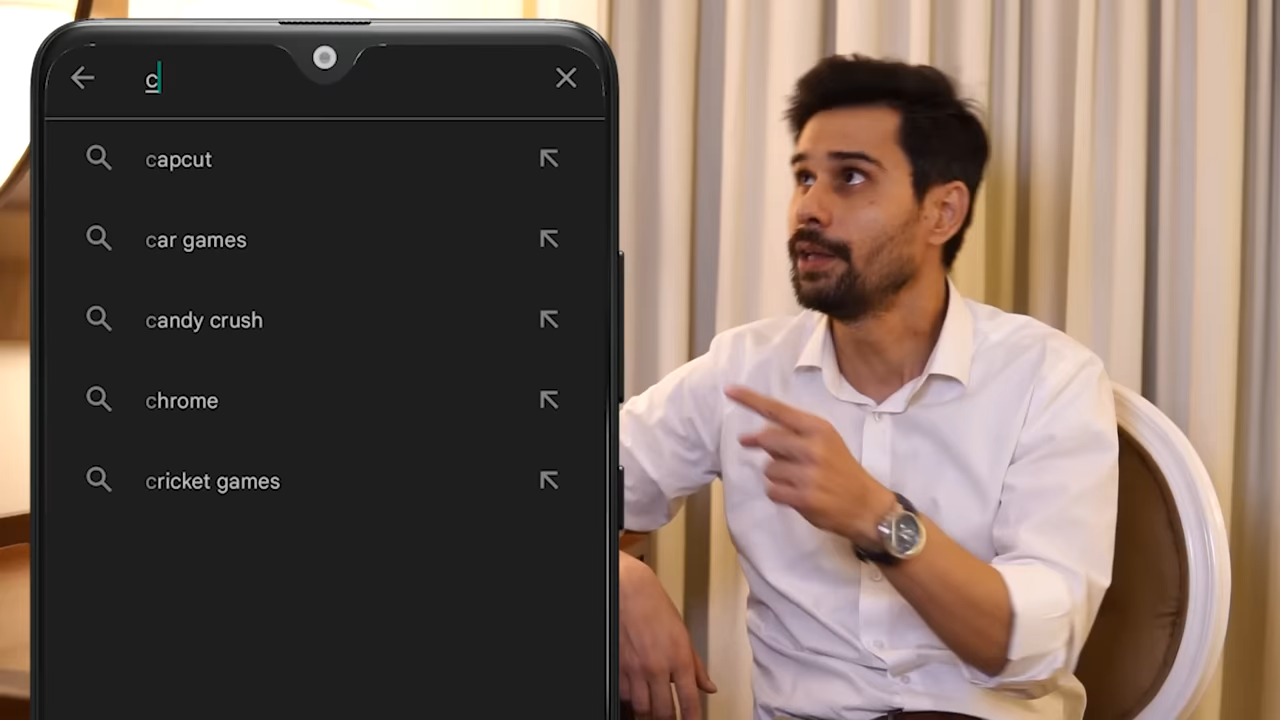 c
capcut
car games
candy crush
chrome
cricket games